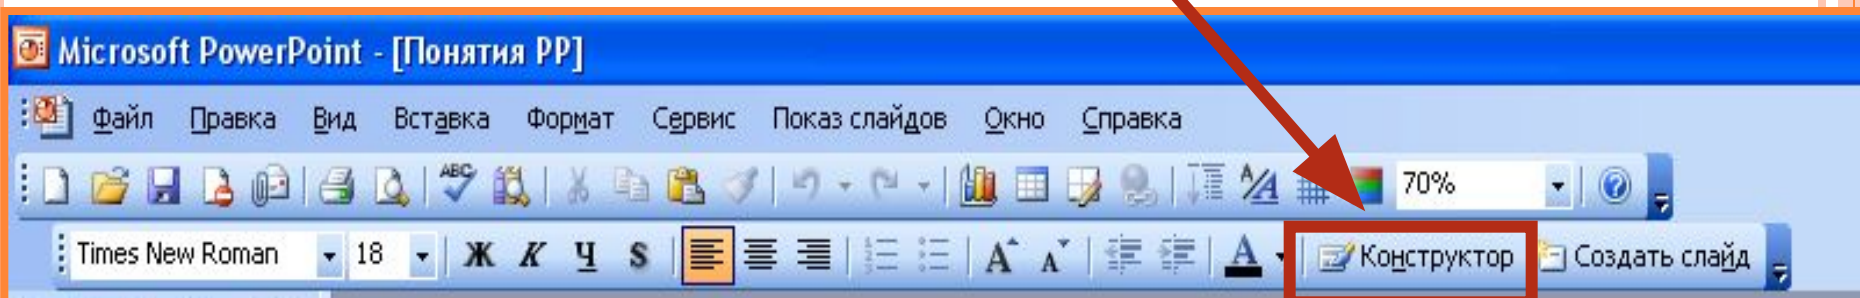 Microsoft PowerPoint - [Понятия PP]
Файл Правка Вид Вставка Формат Сервис Показ слайдов Окно Справка
ABC A/A 70% ?
Times New Roman 18 Ж К Ч S A A A Конструктор Создать слайд